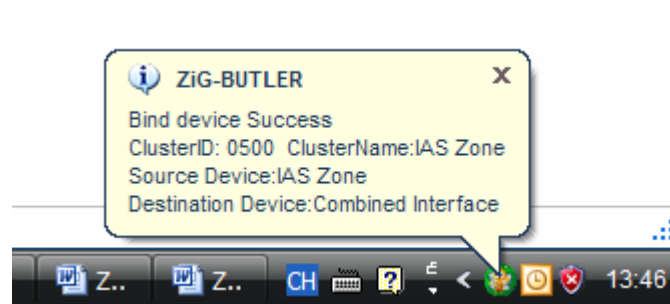 ZiG-BUTLER
Bind device Success
ClusterID: 0500 ClusterName:IAS Zone
Source Device:IAS Zone
Destination Device:Combined Interface
Z.. Z.. CH 13:46